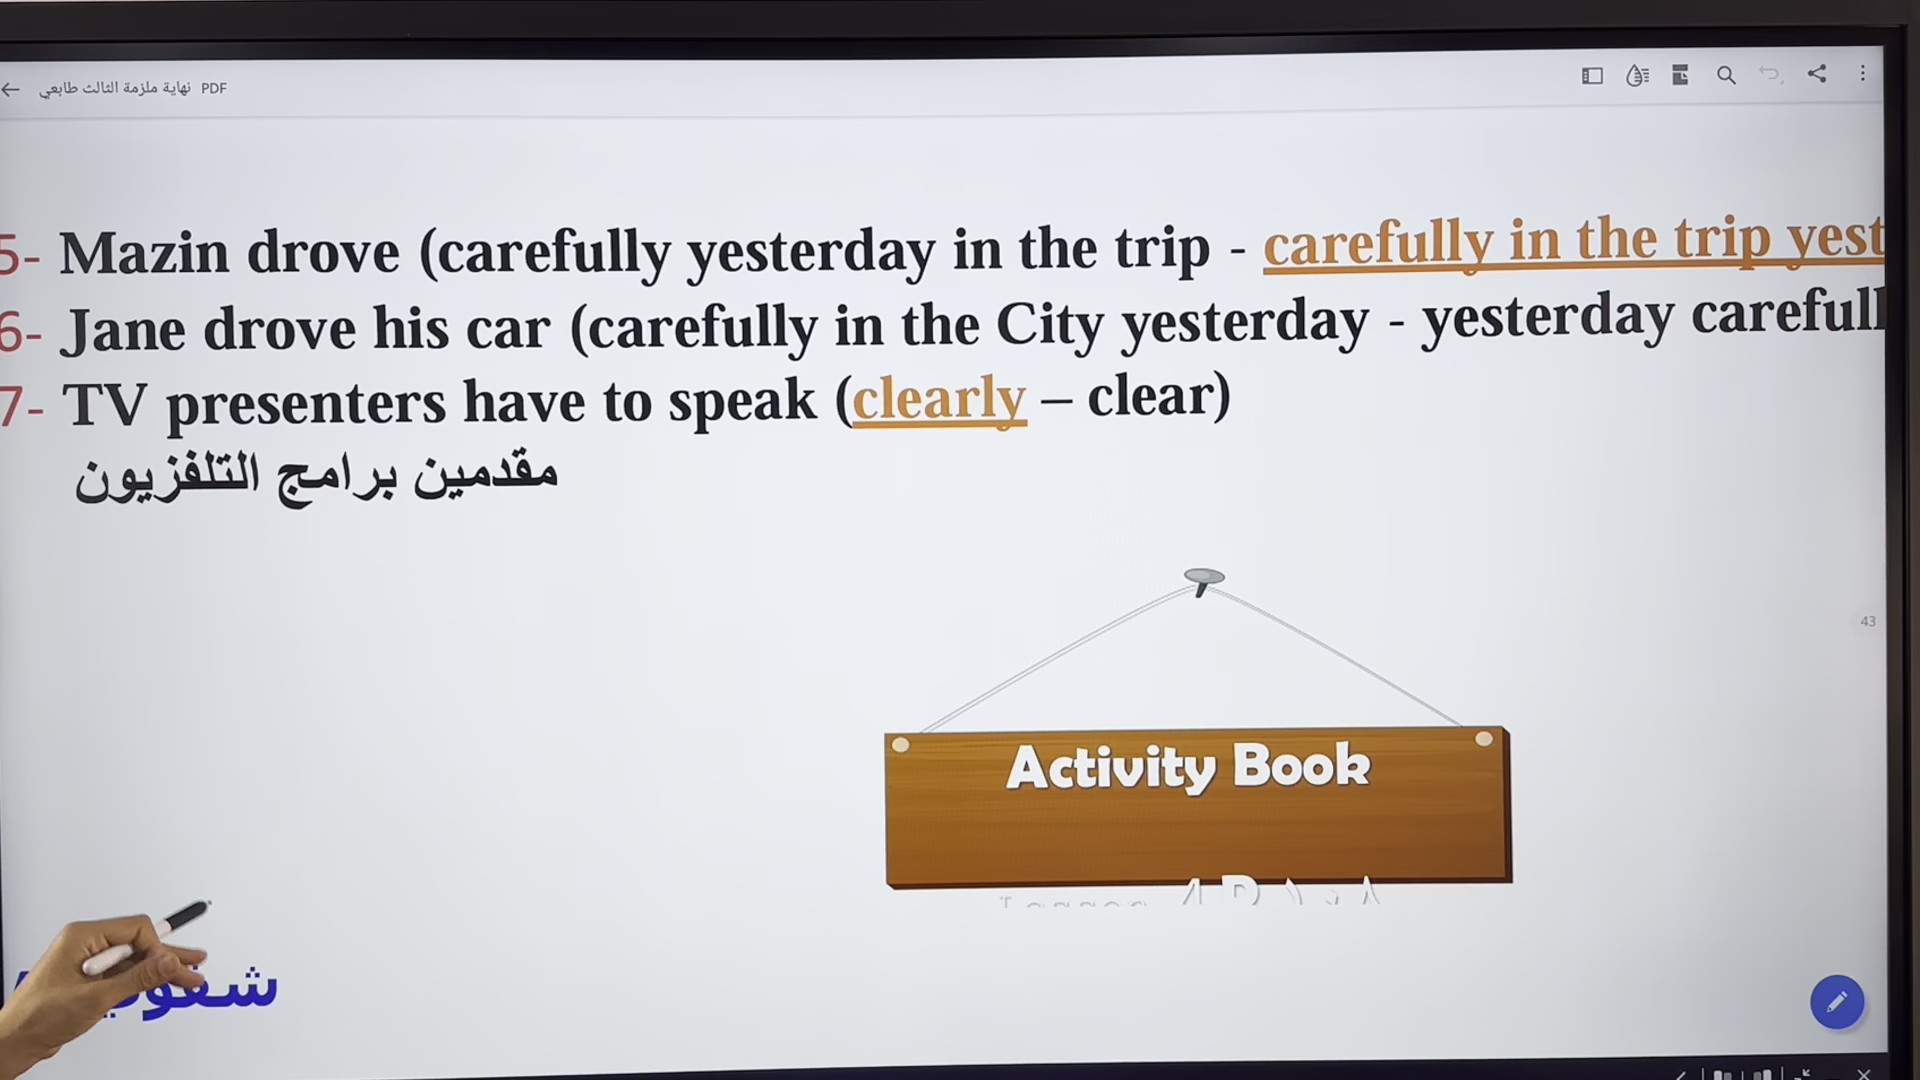 نهاية ملزمة الثالث طابعي PDF
5- Mazin drove (carefully yesterday in the trip - carefully in the trip yest
6- Jane drove his car (carefully in the City yesterday - yesterday carefull
7- TV presenters have to speak (clearly – clear)
مقدمين برامج التلفزيون
43
Activity Book